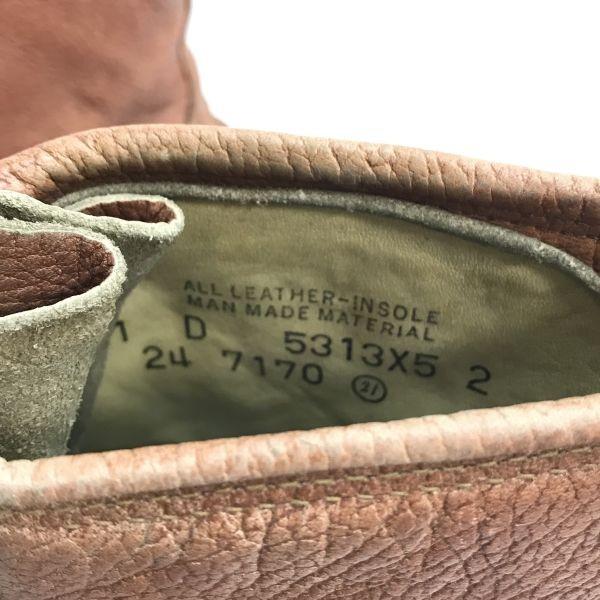 ALL LEATHER-INSOLE
MAN MADE MATERIAL
1 D 5313X5 2
24 7170 21